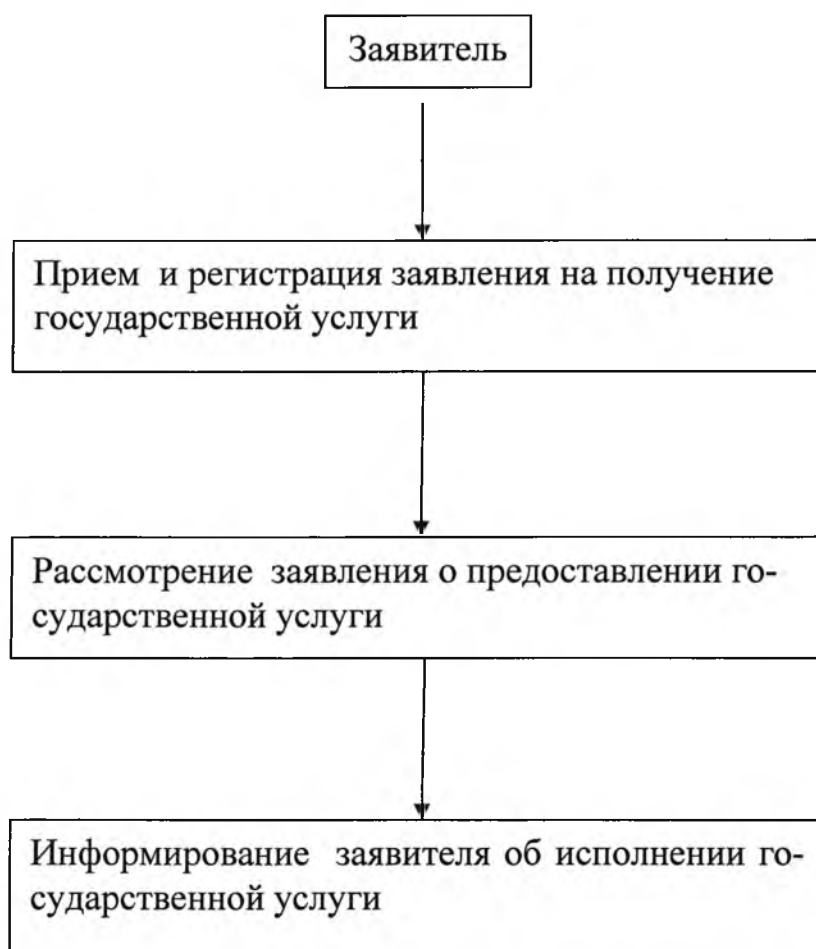 Заявитель
Прием и регистрация заявления на получение
государственной услуги
Рассмотрение заявления о предоставлении го-
сударственной услуги
Информирование заявителя об исполнении го-
сударственной услуги